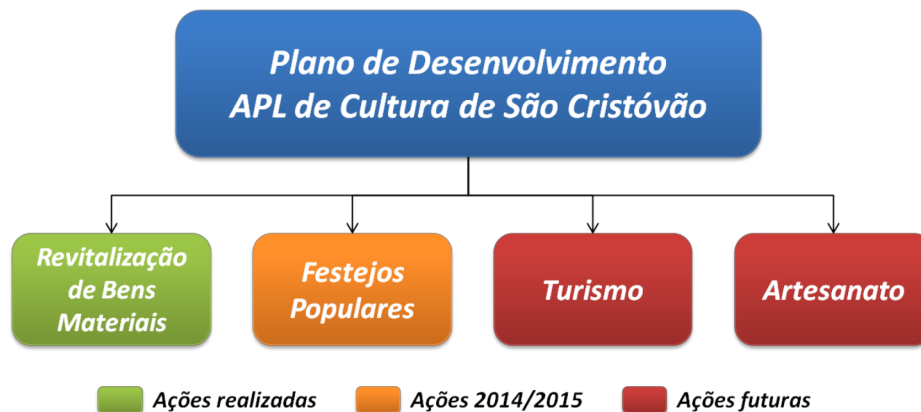 Plano de Desenvolvimento
APL de Cultura de São Cristóvão
Revitalização
de Bens
Materiais
Festejos
Populares
Turismo
Artesanato
Ações realizadas
Ações 2014/2015
Ações futuras